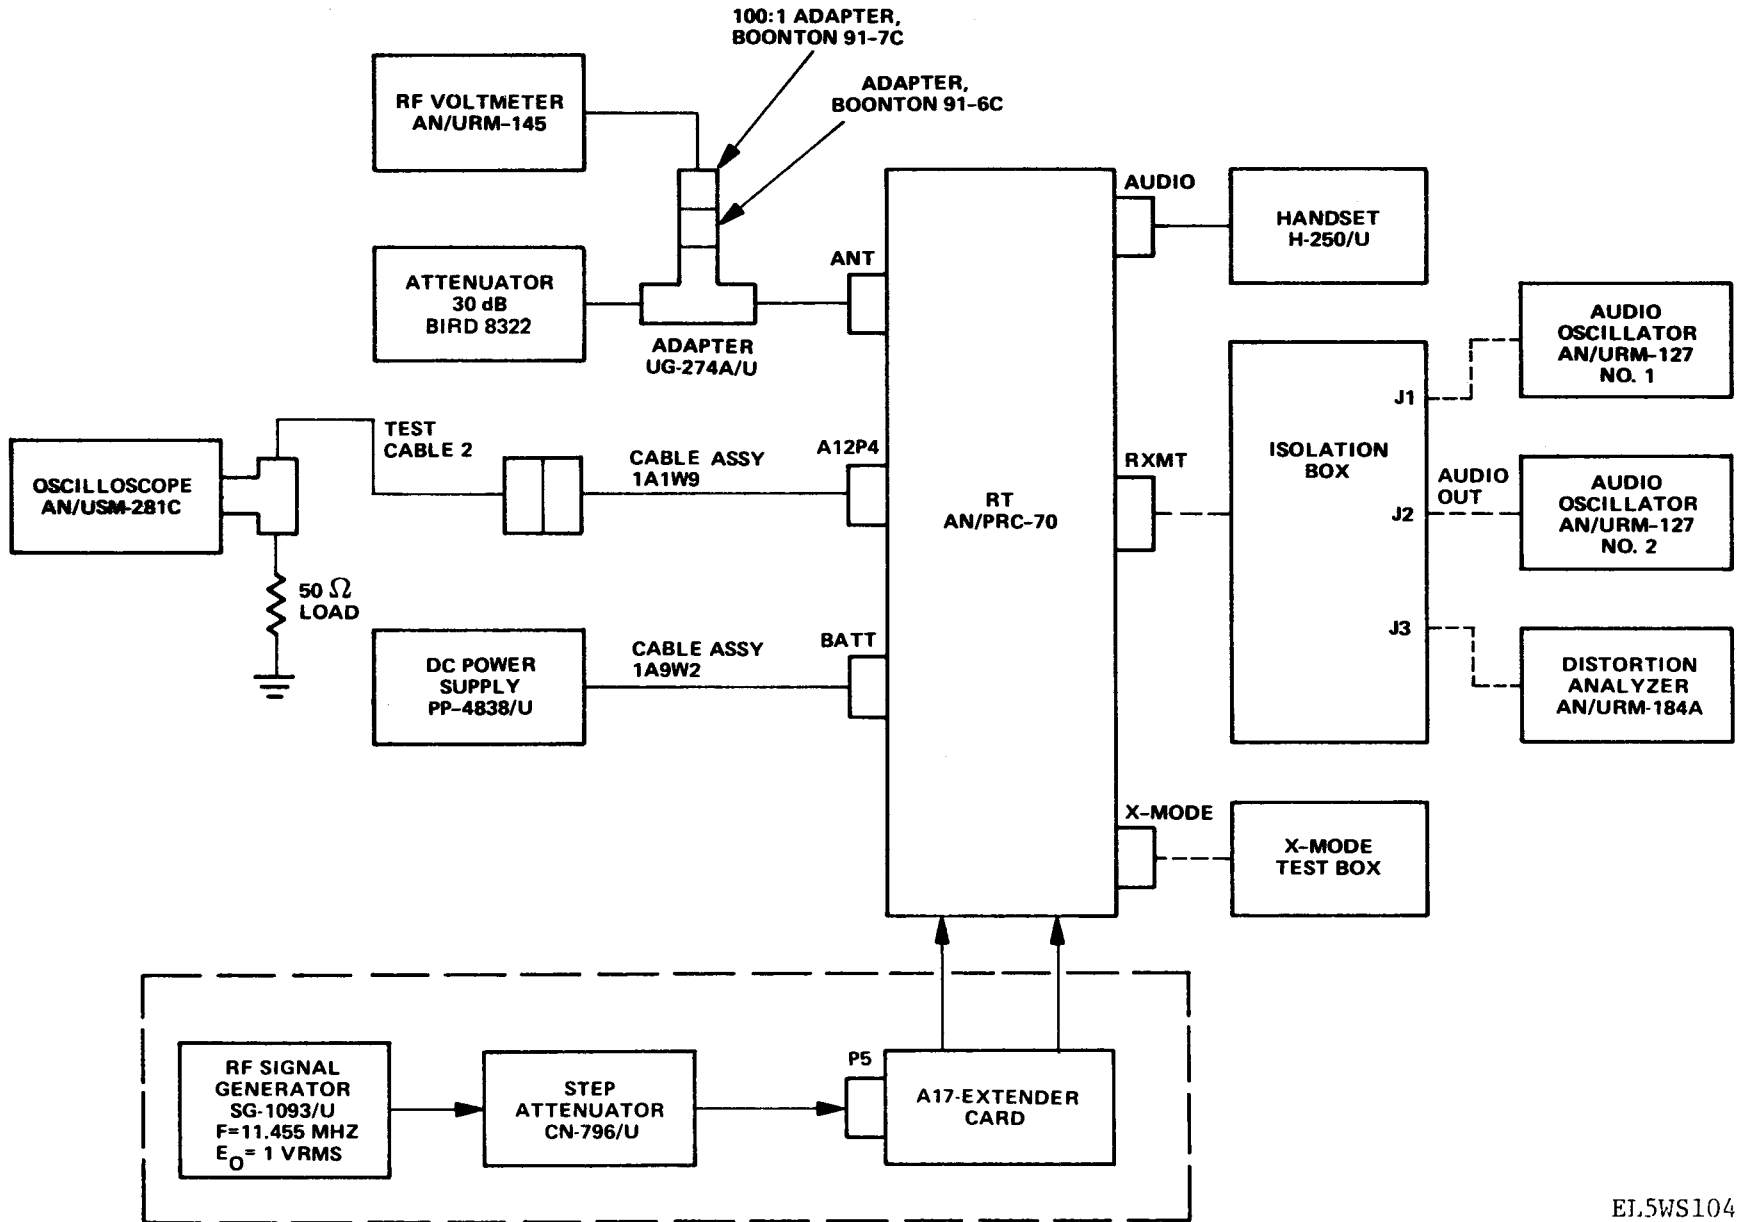 100:1 ADAPTER,
BOONTON 91-7C
ADAPTER,
BOONTON 91-6C
RF VOLTMETER
AN/URM-145
ATTENUATOR
30 dB
BIRD 8322
ADAPTER
UG-274A/U
ANT
AUDIO
HANDSET
H-250/U
AUDIO
OSCILLATOR
AN/URM-127
NO. 1
J1
OSCILLOSCOPE
AN/USM-281C
TEST
CABLE 2
CABLE ASSY
1A1W9
A12P4
RT
AN/PRC-70
RXMT
ISOLATION
BOX
AUDIO
OUT
J2
AUDIO
OSCILLATOR
AN/URM-127
NO. 2
50 Ω
LOAD
J3
DC POWER
SUPPLY
PP-4838/U
CABLE ASSY
1A9W2
BATT
DISTORTION
ANALYZER
AN/URM-184A
X-MODE
X-MODE
TEST BOX
RF SIGNAL
GENERATOR
SG-1093/U
F=11.455 MHZ
EO= 1 VRMS
STEP
ATTENUATOR
CN-796/U
P5
A17-EXTENDER
CARD
EL5WS104